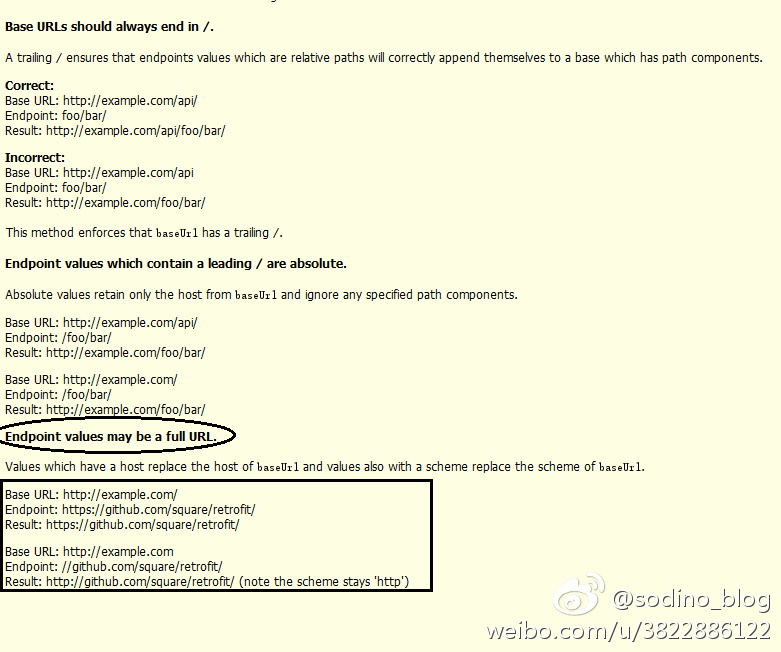 Base URLs should always end in /.
A trailing / ensures that endpoints values which are relative paths will correctly append themselves to a base which has path components.
Correct:
Base URL: http://example.com/api/
Endpoint: foo/bar/
Result: http://example.com/api/foo/bar/
Incorrect:
Base URL: http://example.com/api
Endpoint: foo/bar/
Result: http://example.com/foo/bar/
This method enforces that baseUrl has a trailing /.
Endpoint values which contain a leading / are absolute.
Absolute values retain only the host from baseUrl and ignore any specified path components.
Base URL: http://example.com/api/
Endpoint: /foo/bar/
Result: http://example.com/foo/bar/
Base URL: http://example.com/
Endpoint: /foo/bar/
Result: http://example.com/foo/bar/
Endpoint values may be a full URL.
Values which have a host replace the host of baseUrl and values also with a scheme replace the scheme of baseUrl.
Base URL: http://example.com/
Endpoint: https://github.com/square/retrofit/
Result: https://github.com/square/retrofit/
Base URL: http://example.com
Endpoint: //github.com/square/retrofit/
Result: http://github.com/square/retrofit/ (note the scheme stays 'http')
@sodino_blog
weibo.com/u/3822886122